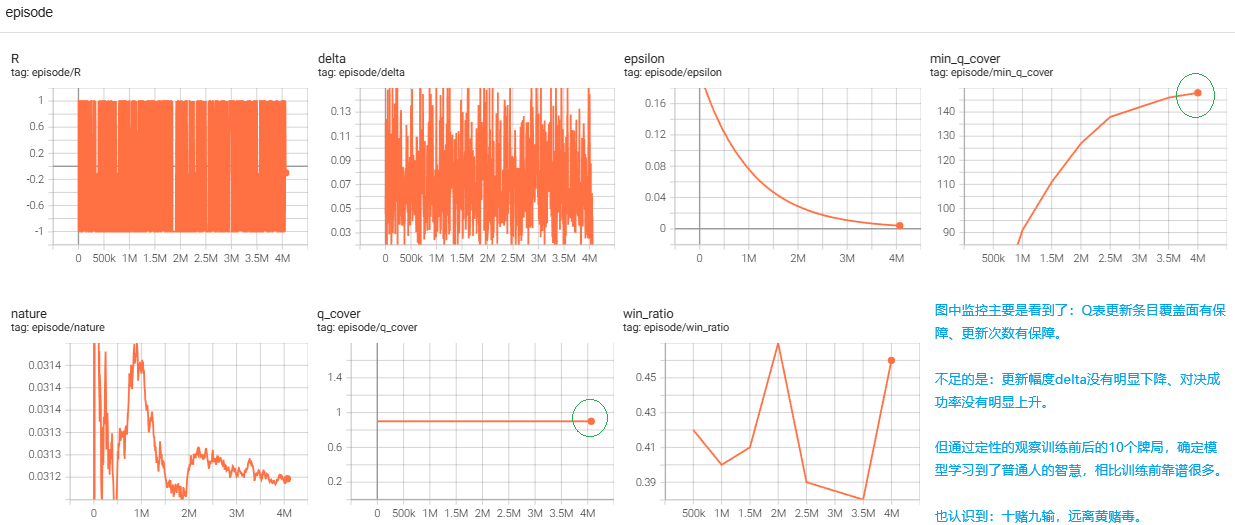 episode
R
tag: episode/R
1
0.6
0.2
-0.2
-0.6
-1
0 500k 1M 1.5M 2M 2.5M 3M 3.5M 4M
delta
tag: episode/delta
0.13
0.11
0.09
0.07
0.05
0.03
0 500k 1M 1.5M 2M 2.5M 3M 3.5M 4M
epsilon
tag: episode/epsilon
0.16
0.12
0.08
0.04
0
0 1M 2M 3M 4M
min_q_cover
tag: episode/min_q_cover
140
130
120
110
100
90
500k 1M 1.5M 2M 2.5M 3M 3.5M 4M
nature
tag: episode/nature
0.0314
0.0314
0.0313
0.0313
0.0313
0.0312
0 1M 2M 3M 4M
q_cover
tag: episode/q_cover
1.4
1
0.6
0.2
0 1M 2M 3M 4M
win_ratio
tag: episode/win_ratio
0.45
0.43
0.41
0.39
500k 1M 1.5M 2M 2.5M 3M 3.5M 4M
图中监控主要是看到了：Q表更新条目覆盖面有保
障、更新次数有保障。
不足的是：更新幅度delta没有明显下降、对决成
功率没有明显上升。
但通过定性的观察训练前后的10个牌局，确定模
型学习到了普通人的智慧，相比训练前靠谱很多。
也认识到：十赌九输，远离黄赌毒。